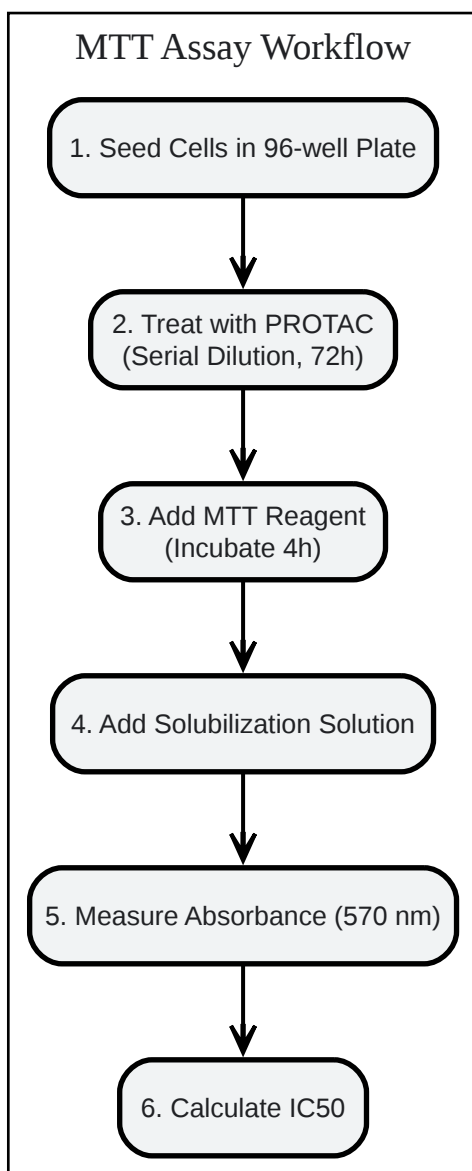 MTT Assay Workflow
1. Seed Cells in 96-well Plate
2. Treat with PROTAC
(Serial Dilution, 72h)
3. Add MTT Reagent
(Incubate 4h)
4. Add Solubilization Solution
5. Measure Absorbance (570 nm)
6. Calculate IC50